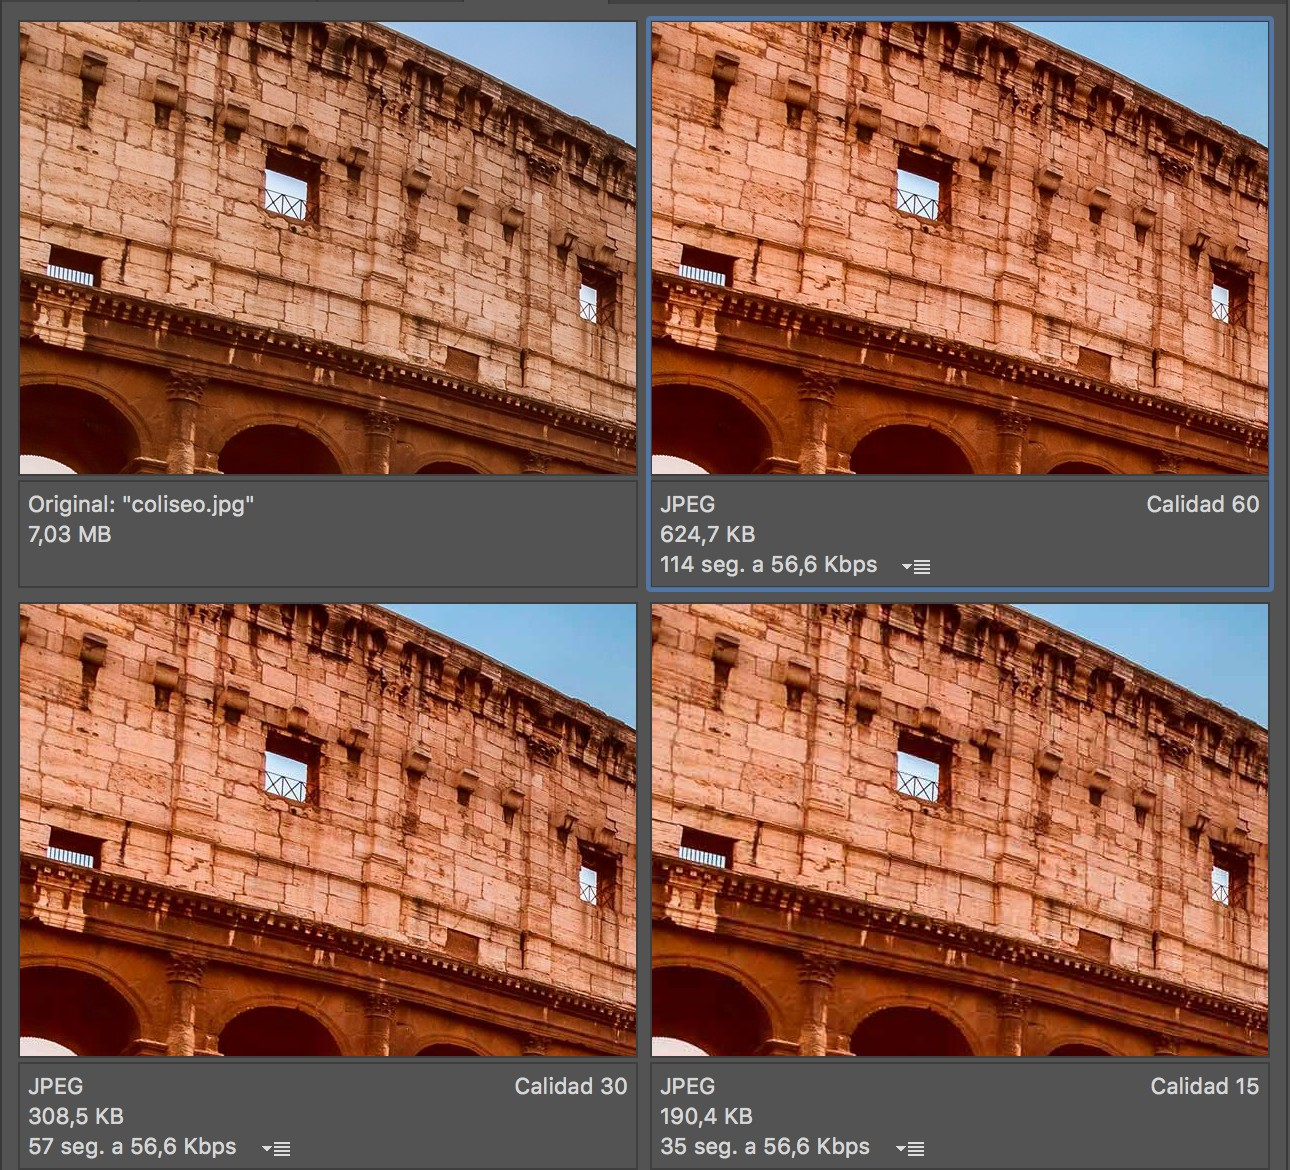 Original: "coliseo.jpg"
7,03 MB
JPEG Calidad 60
624,7 KB
114 seg. a 56,6 Kbps
JPEG Calidad 30
308,5 KB
57 seg. a 56,6 Kbps
JPEG Calidad 15
190,4 KB
35 seg. a 56,6 Kbps